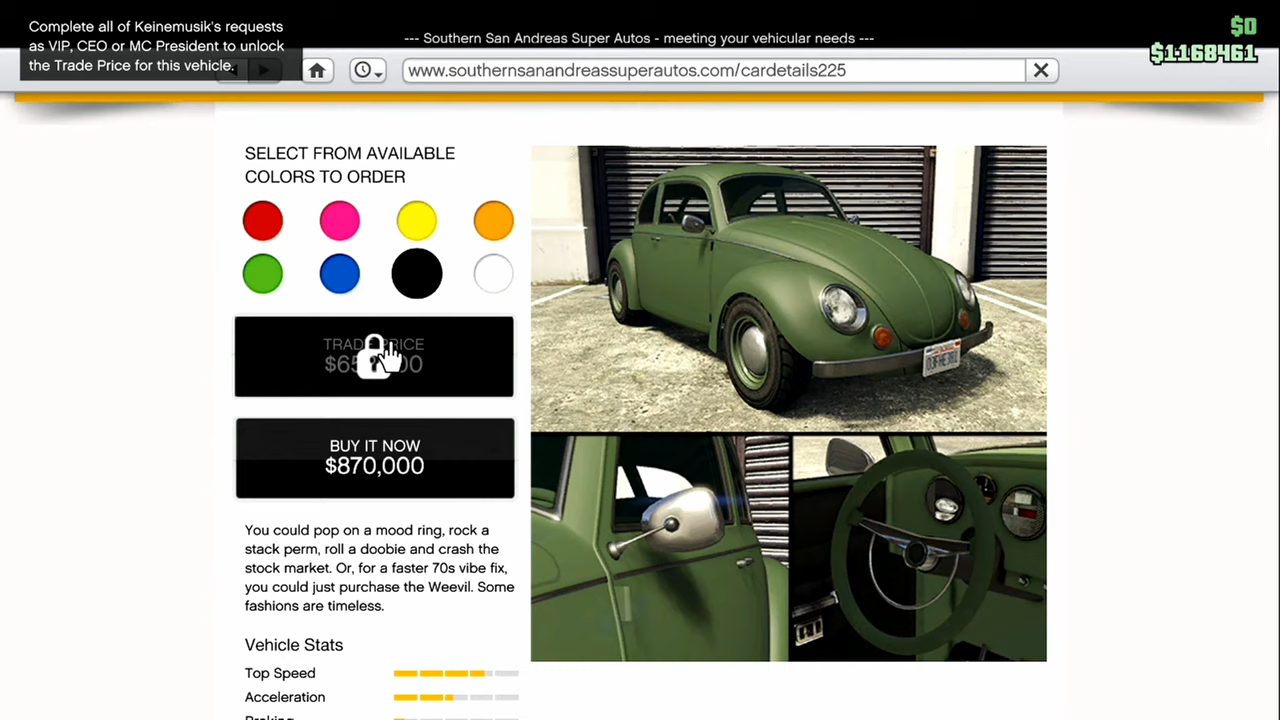 Complete all of Keinemusik's requests
as VIP, CEO or MC President to unlock
the Trade Price for this vehicle.
--- Southern San Andreas Super Autos - meeting your vehicular needs ---
$0
$1168461
www.southernsanandreassuperautos.com/cardetails225
SELECT FROM AVAILABLE
COLORS TO ORDER
TRADE PRICE
BUY IT NOW
$870,000
You could pop on a mood ring, rock a
stack perm, roll a doobie and crash the
stock market. Or, for a faster 70s vibe fix,
you could just purchase the Weevil. Some
fashions are timeless.
Vehicle Stats
Top Speed
Acceleration
Braking